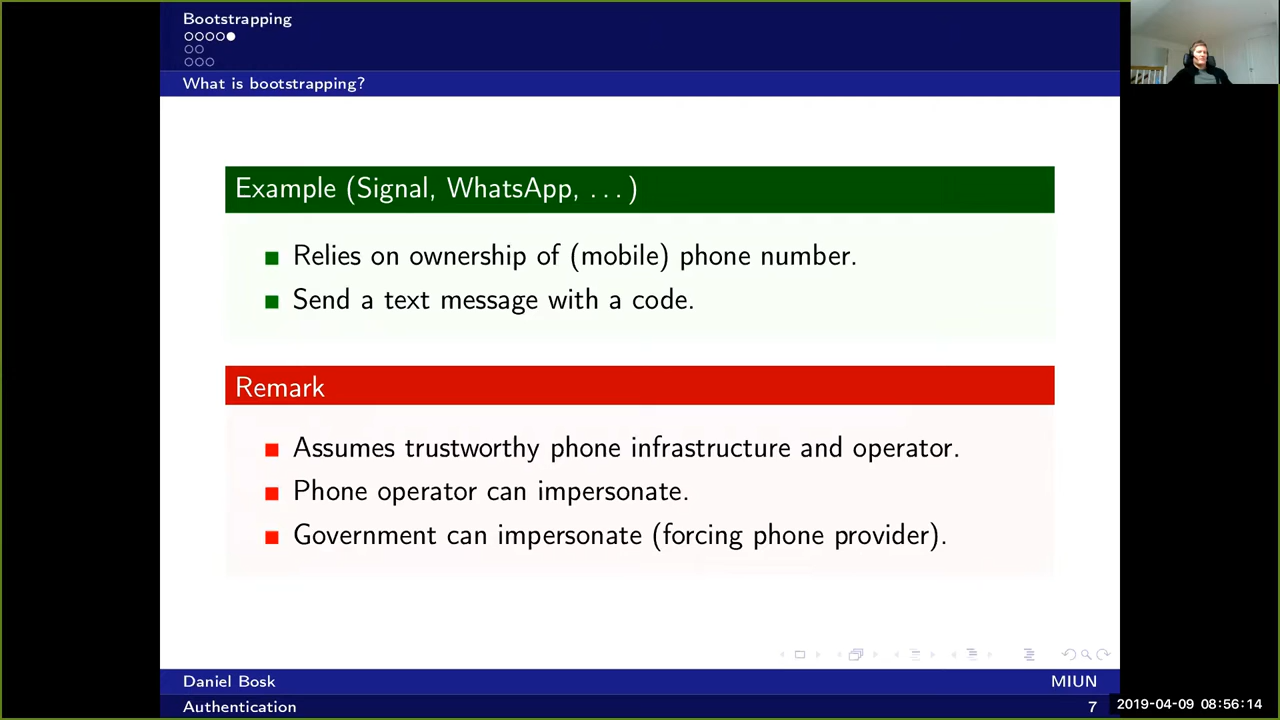 Bootstrapping
What is bootstrapping?
Example (Signal, WhatsApp, . . . )
Relies on ownership of (mobile) phone number.
Send a text message with a code.
Remark
Assumes trustworthy phone infrastructure and operator.
Phone operator can impersonate.
Government can impersonate (forcing phone provider).
Daniel Bosk
MIUN
Authentication
7
2019-04-09 08:56:14